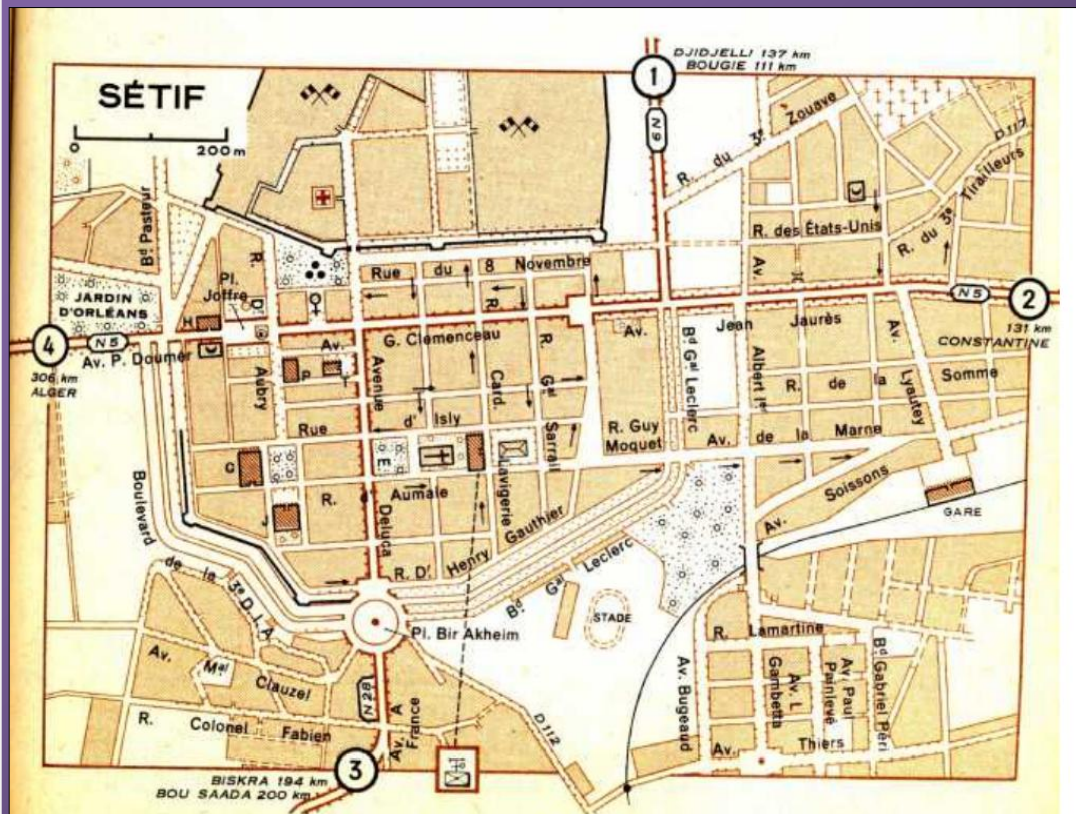 DJIDJELLI 137 km
BOUGIE 111 km
1
SÉTIF
0 200 m
N 9
R. du 3e Zouave
D.117
R. du 3e Tirailleurs
R. des États-Unis
Bd Pasteur
Pl. Joffre
R. D. Aubry
Rue du 8 Novembre
JARDIN D'ORLÉANS
N 5
2
131 km
CONSTANTINE
4
N 5
Av. P. Doumer
306 km
ALGER
H
Av. G. Clemenceau
Av. Jean Jaurès
P
T
Avenue Deluca
R. Card. Lavigerie
R. Gal Sarrail
Bd Gal Leclerc
Av. Albert Ier
R. de la Somme
Av. Lyautey
Rue d'Isly
R. Guy Moquet
Av. de la Marne
G
E
R. d'Aumale
J
Av. Soissons
GARE
Boulevard de la 3e D.I.A.
R. Dr Henry Gauthier
Bd Gal Leclerc
STADE
Pl. Bir Akheim
Av. Mal Clauzel
R. Colonel Fabien
N 28
Av. A France
D 112
R. Lamartine
Av. Bugeaud
Av. L. Gambetta
Av. Paul Painlevé
Bd Gabriel Péri
Av. Thiers
3
BISKRA 194 km
BOU SAADA 200 km